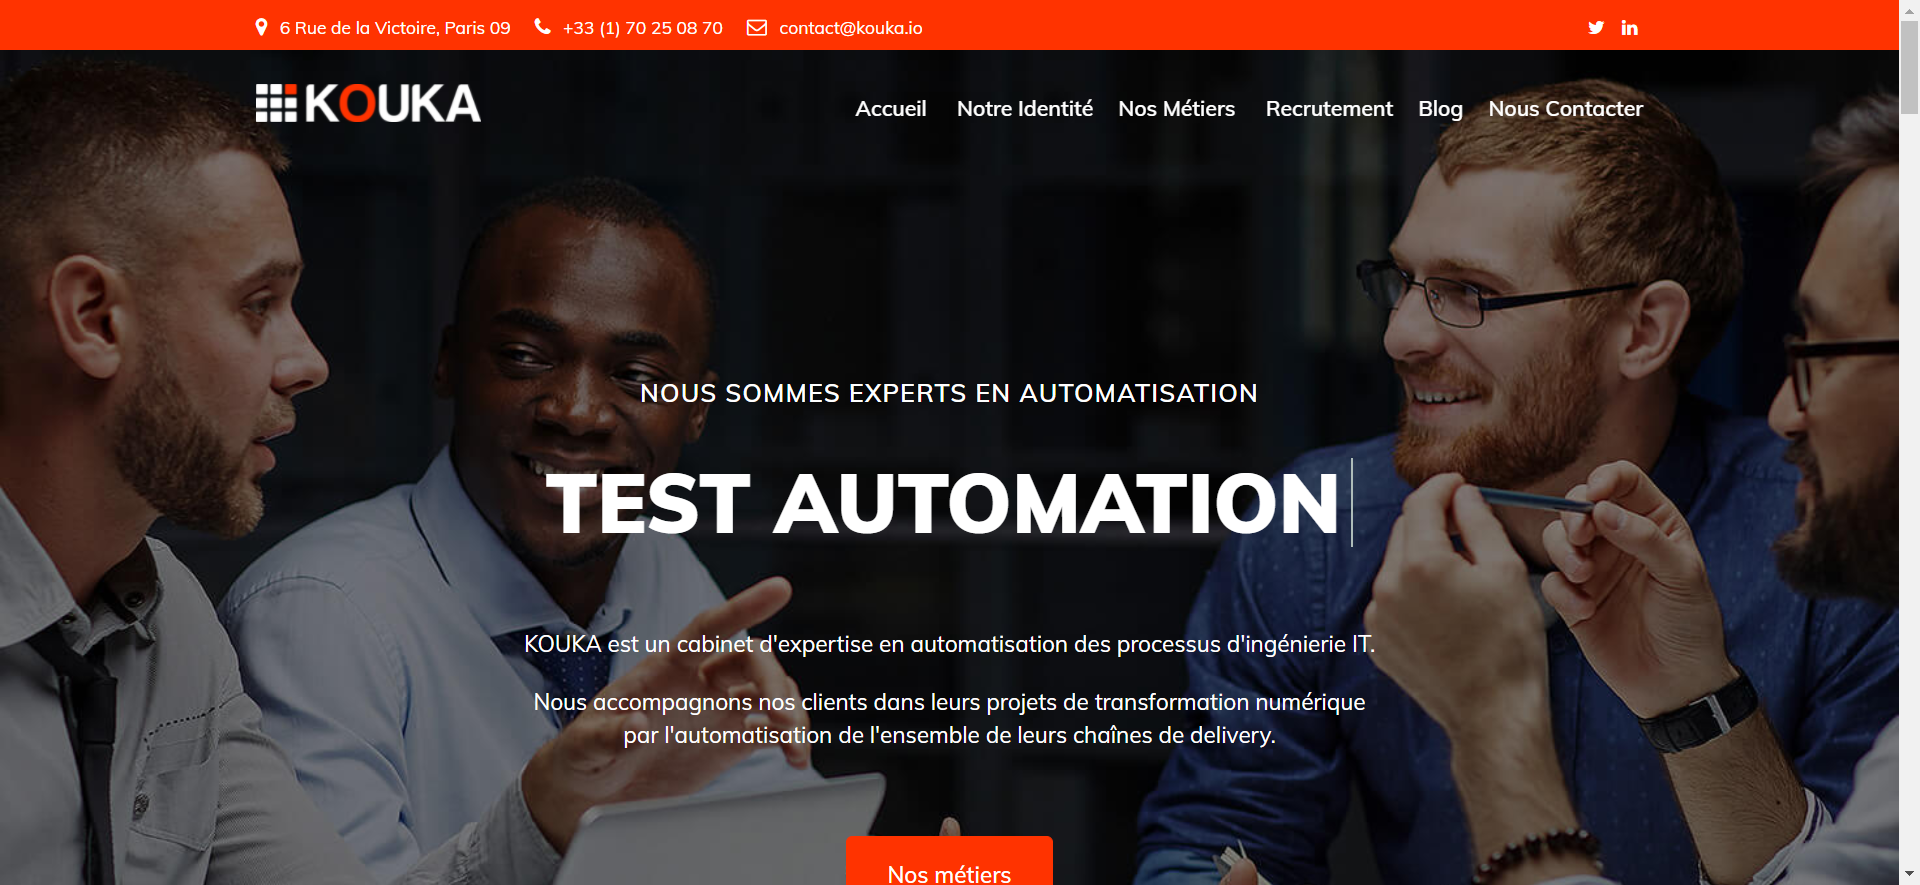 6 Rue de la Victoire, Paris 09 +33 (1) 70 25 08 70 contact@kouka.io
KOUKA
Accueil Notre Identité Nos Métiers Recrutement Blog Nous Contacter
NOUS SOMMES EXPERTS EN AUTOMATISATION
TEST AUTOMATION
KOUKA est un cabinet d'expertise en automatisation des processus d'ingénierie IT.
Nous accompagnons nos clients dans leurs projets de transformation numérique
par l'automatisation de l'ensemble de leurs chaînes de delivery.
Nos métiers